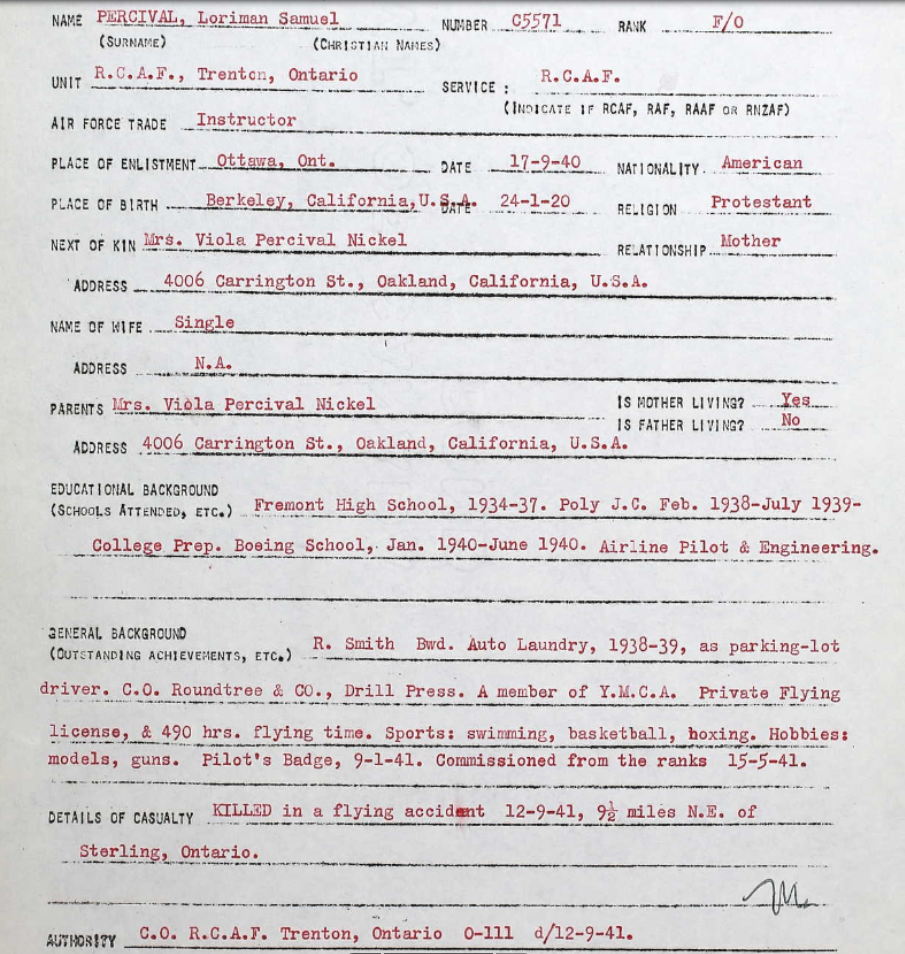 NAME PERCIVAL, Loriman Samuel NUMBER C5571 RANK F/O
(SURNAME) (CHRISTIAN NAMES)
UNIT R.C.A.F., Trenton, Ontario SERVICE : R.C.A.F.
(INDICATE IF RCAF, RAF, RAAF OR RNZAF)
AIR FORCE TRADE Instructor
PLACE OF ENLISTMENT Ottawa, Ont. DATE 17-9-40 NATIONALITY American
PLACE OF BIRTH Berkeley, California,U.S.A. DATE 24-1-20 RELIGION Protestant
NEXT OF KIN Mrs. Viola Percival Nickel RELATIONSHIP Mother
ADDRESS 4006 Carrington St., Oakland, California, U.S.A.
NAME OF WIFE Single
ADDRESS N.A.
PARENTS Mrs. Viola Percival Nickel IS MOTHER LIVING? Yes
IS FATHER LIVING? No
ADDRESS 4006 Carrington St., Oakland, California, U.S.A.
EDUCATIONAL BACKGROUND
(SCHOOLS ATTENDED, ETC.) Fremont High School, 1934-37. Poly J.C. Feb. 1938-July 1939-
College Prep. Boeing School, Jan. 1940-June 1940. Airline Pilot & Engineering.
GENERAL BACKGROUND
(OUTSTANDING ACHIEVEMENTS, ETC.) R. Smith Bwd. Auto Laundry, 1938-39, as parking-lot
driver. C.O. Roundtree & CO., Drill Press. A member of Y.M.C.A. Private Flying
license, & 490 hrs. flying time. Sports: swimming, basketball, boxing. Hobbies:
models, guns. Pilot's Badge, 9-1-41. Commissioned from the ranks 15-5-41.
DETAILS OF CASUALTY KILLED in a flying accident 12-9-41, 9½ miles N.E. of
Sterling, Ontario.
AUTHORITY C.O. R.C.A.F. Trenton, Ontario O-111 d/12-9-41.